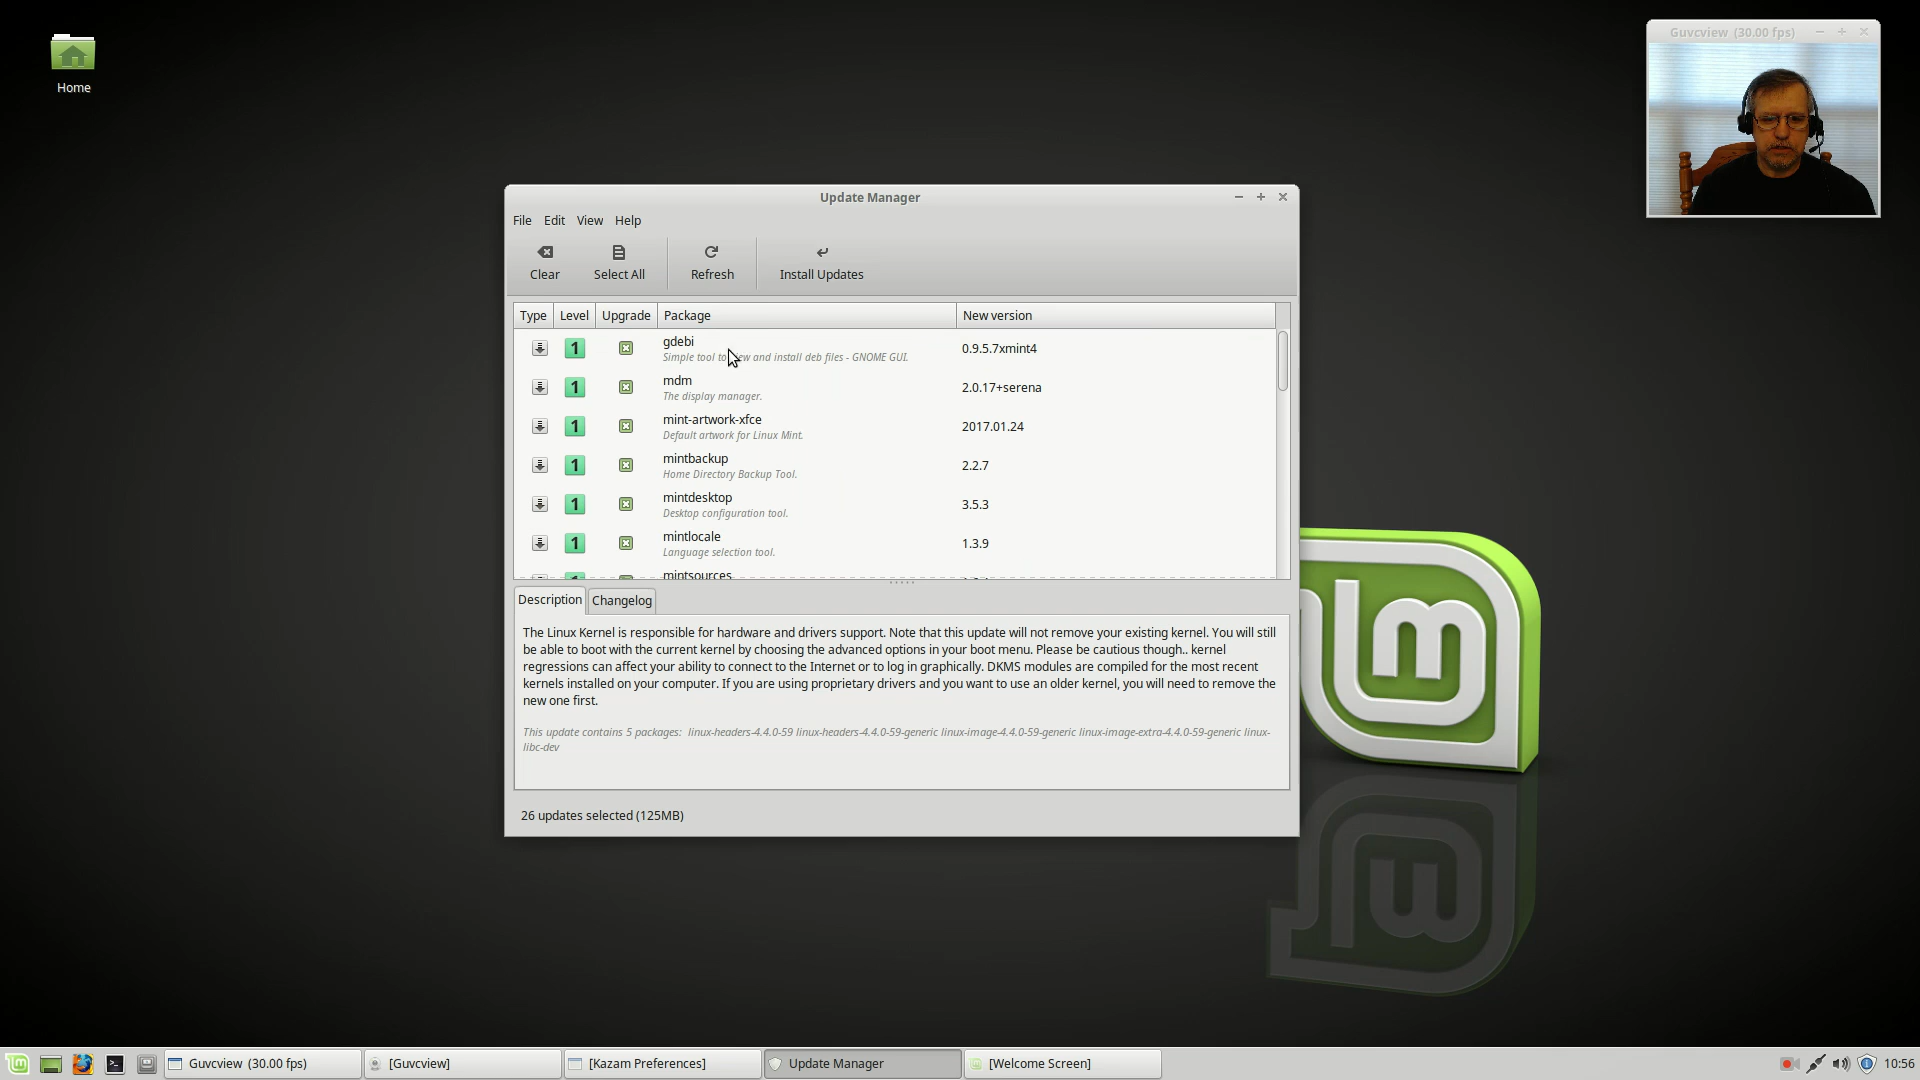 Home
Guvcview (30.00 fps)
Update Manager
File Edit View Help
Clear Select All Refresh Install Updates
Type Level Upgrade Package New version
1 gdebi 0.9.5.7xmint4
Simple tool to view and install deb files - GNOME GUI.
1 mdm 2.0.17+serena
The display manager.
1 mint-artwork-xfce 2017.01.24
Default artwork for Linux Mint.
1 mintbackup 2.2.7
Home Directory Backup Tool.
1 mintdesktop 3.5.3
Desktop configuration tool.
1 mintlocale 1.3.9
Language selection tool.
mintsources
Description Changelog
The Linux Kernel is responsible for hardware and drivers support. Note that this update will not remove your existing kernel. You will still
be able to boot with the current kernel by choosing the advanced options in your boot menu. Please be cautious though.. kernel
regressions can affect your ability to connect to the Internet or to log in graphically. DKMS modules are compiled for the most recent
kernels installed on your computer. If you are using proprietary drivers and you want to use an older kernel, you will need to remove the
new one first.
This update contains 5 packages: linux-headers-4.4.0-59 linux-headers-4.4.0-59-generic linux-image-4.4.0-59-generic linux-image-extra-4.4.0-59-generic linux-
libc-dev
26 updates selected (125MB)
Guvcview (30.00 fps) [Guvcview] [Kazam Preferences] Update Manager [Welcome Screen] 10:56